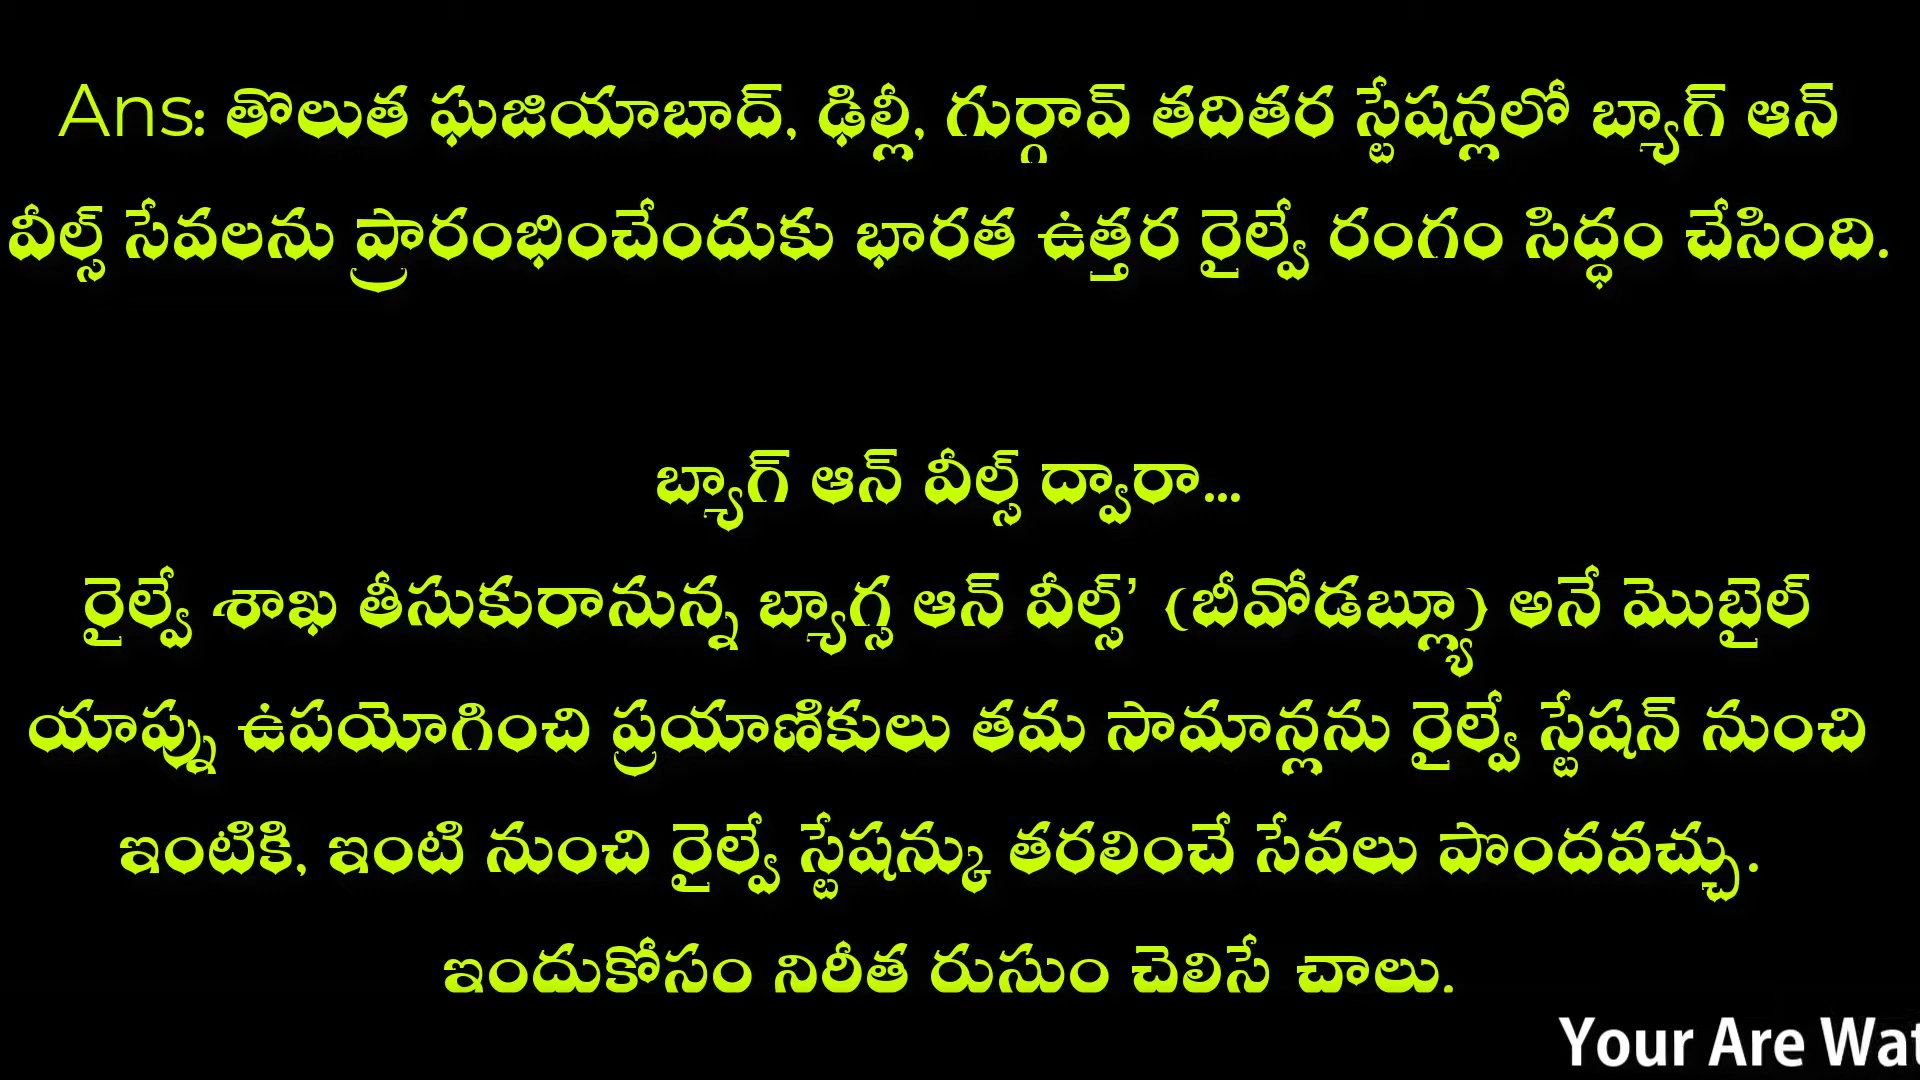 Ans: తొలుత ఘజియాబాద్, ఢిల్లీ, గుర్గావ్ తదితర స్టేషన్లలో బ్యాగ్ ఆన్
వీల్స్ సేవలను ప్రారంభించేందుకు భారత ఉత్తర రైల్వే రంగం సిద్ధం చేసింది.
బ్యాగ్ ఆన్ వీల్స్ ద్వారా...
రైల్వే శాఖ తీసుకురానున్న బ్యాగ్స ఆన్ వీల్స్’ (బీవోడబ్ల్యూ) అనే మొబైల్
యాప్ను ఉపయోగించి ప్రయాణికులు తమ సామాన్లను రైల్వే స్టేషన్ నుంచి
ఇంటికి, ఇంటి నుంచి రైల్వే స్టేషన్కు తరలించే సేవలు పొందవచ్చు.
ఇందుకోసం నిరీత రుసుం చెలిసే చాలు.
Your Are Wat